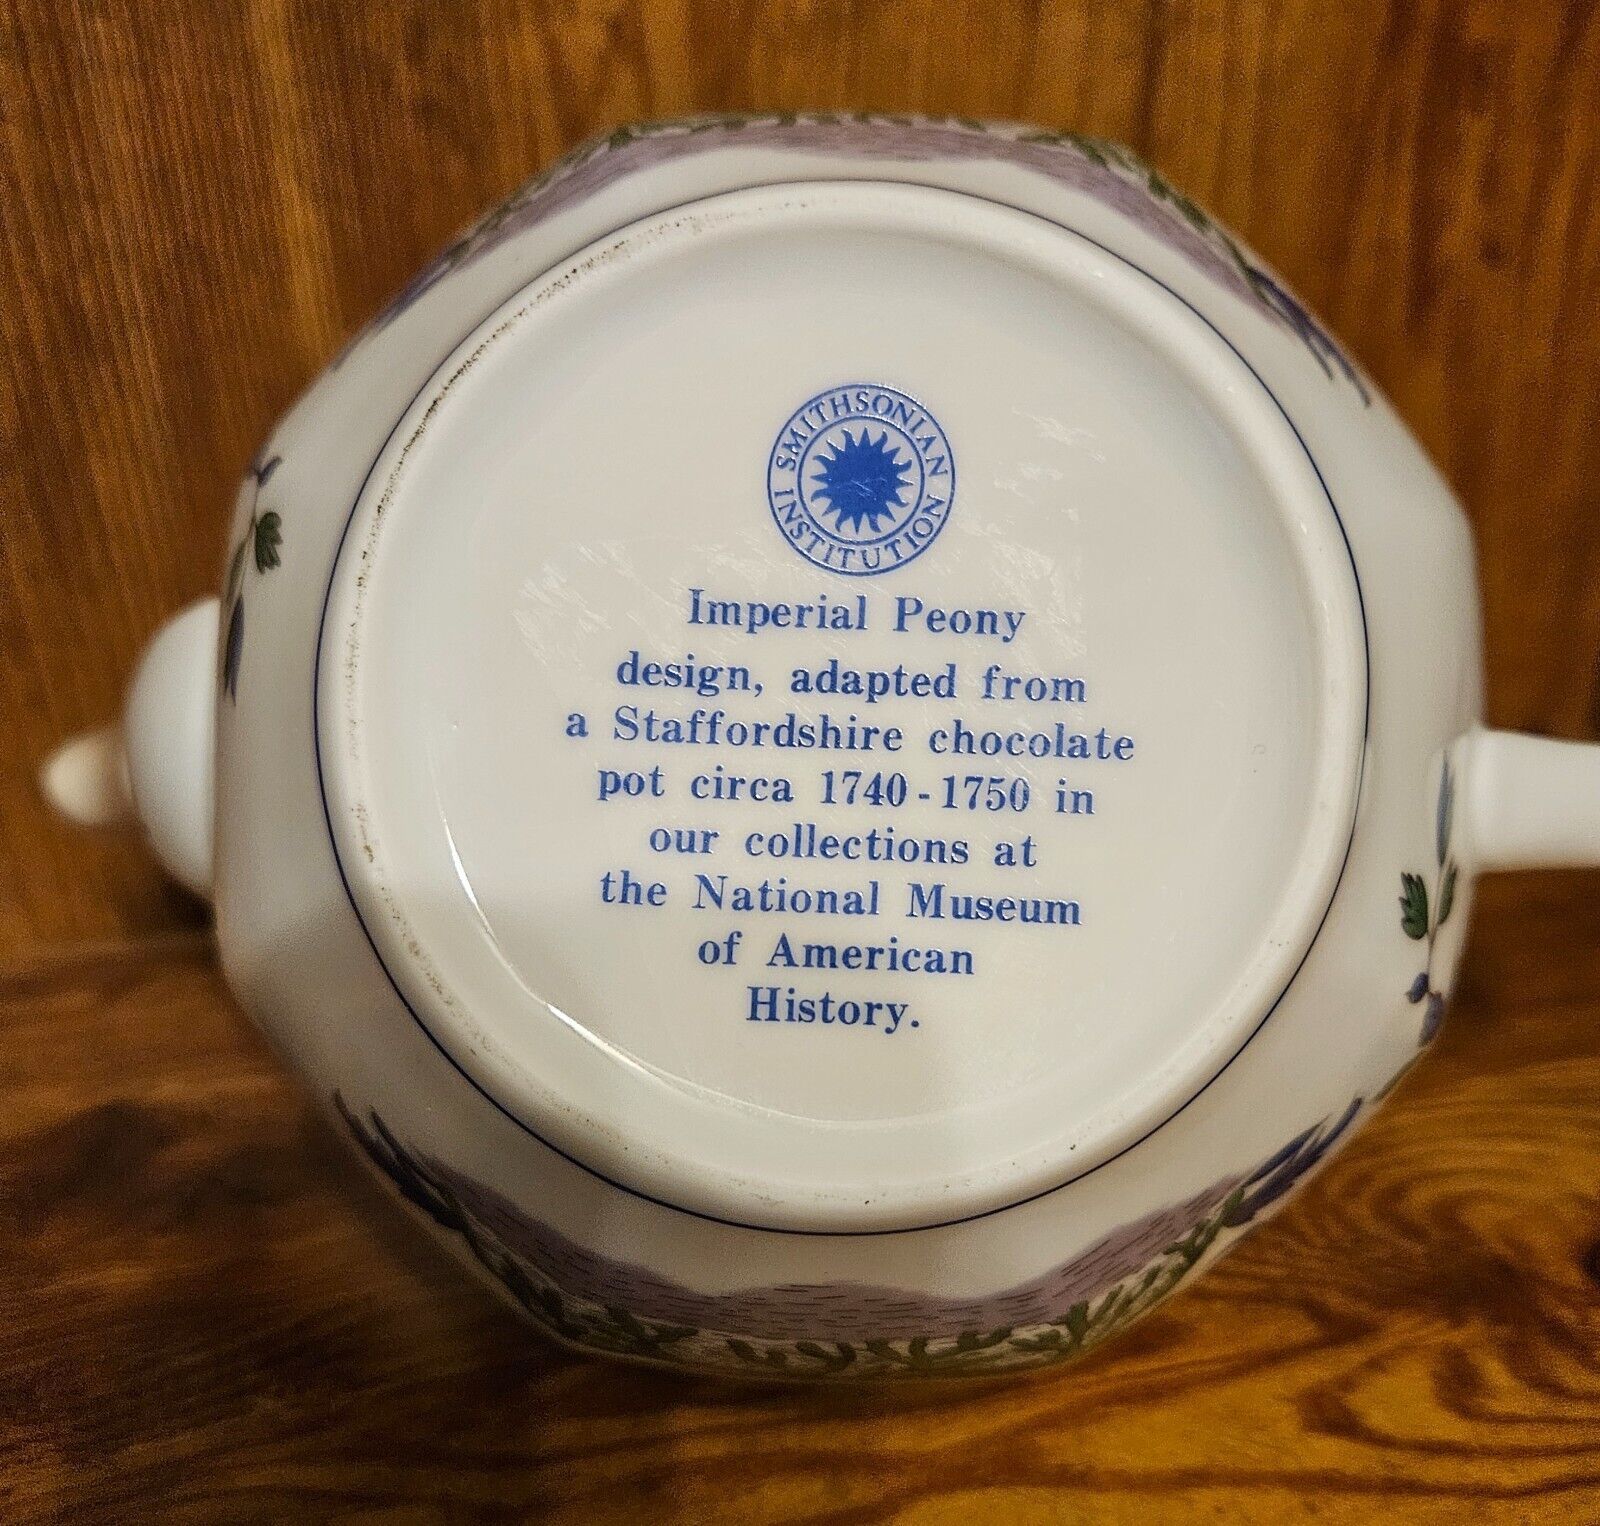 SMITHSONIAN
INSTITUTION
Imperial Peony
design, adapted from
a Staffordshire chocolate
pot circa 1740-1750 in
our collections at
the National Museum
of American
History.